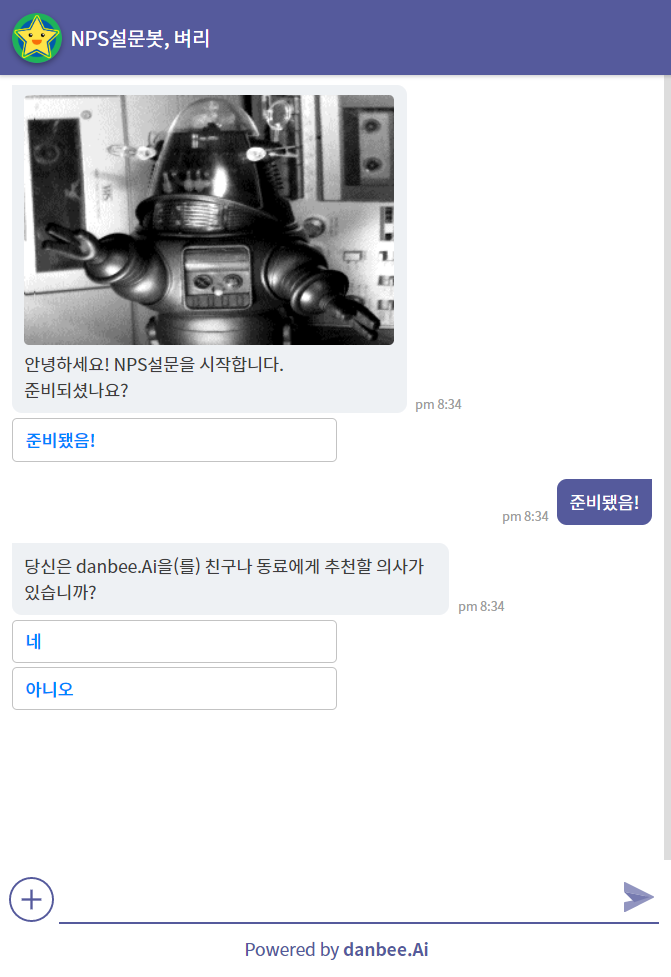 NPS설문봇, 벼리
안녕하세요! NPS설문을 시작합니다.
준비되셨나요?
pm 8:34
준비됐음!
pm 8:34
준비됐음!
당신은 danbee.Ai을(를) 친구나 동료에게 추천할 의사가
있습니까?
pm 8:34
네
아니오
Powered by danbee.Ai